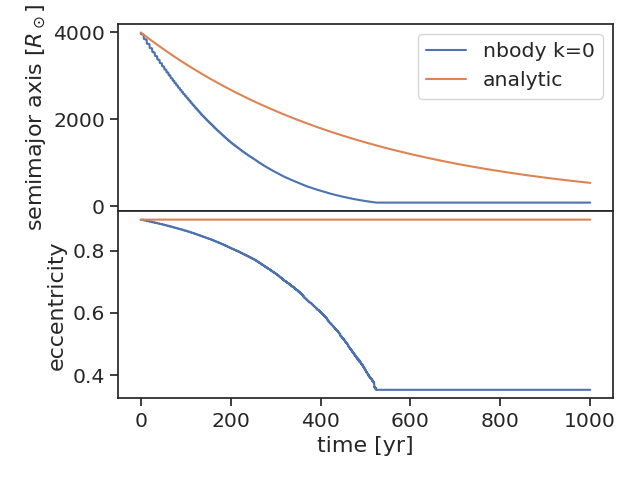 semimajor axis [R⊙]
4000
2000
0
nbody k=0
analytic
eccentricity
0.8
0.6
0.4
0 200 400 600 800 1000
time [yr]